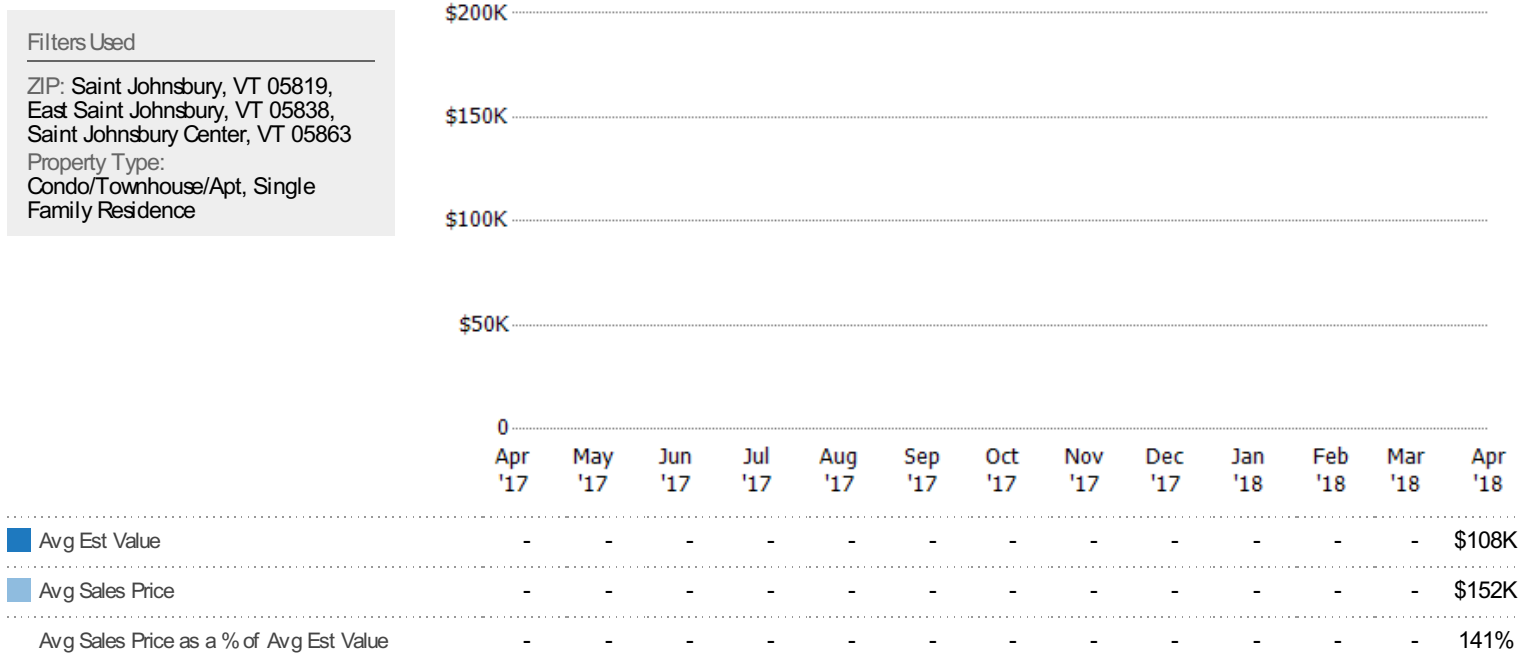 Filters Used
ZIP: Saint Johnsbury, VT 05819,
East Saint Johnsbury, VT 05838,
Saint Johnsbury Center, VT 05863
Property Type:
Condo/Townhouse/Apt, Single
Family Residence
$200K
$150K
$100K
$50K
0
Apr May Jun Jul Aug Sep Oct Nov Dec Jan Feb Mar Apr
'17 '17 '17 '17 '17 '17 '17 '17 '17 '18 '18 '18 '18
Avg Est Value - - - - - - - - - - - - $108K
Avg Sales Price - - - - - - - - - - - - $152K
Avg Sales Price as a % of Avg Est Value - - - - - - - - - - - - 141%